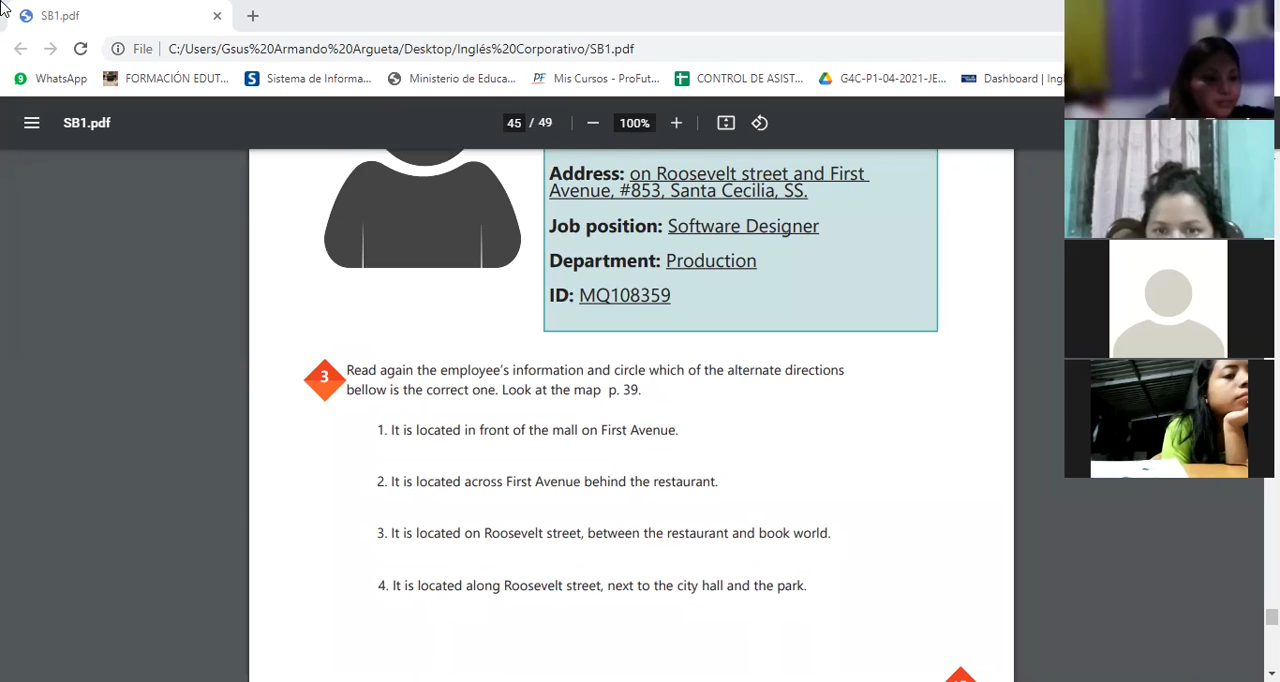 SB1.pdf
File
C:/Users/Gsus%20Armando%20Argueta/Desktop/Inglés%20Corporativo/SB1.pdf
9 WhatsApp
FORMACIÓN EDUT...
S Sistema de Informa...
Ministerio de Educa...
PF Mis Cursos - ProFut...
CONTROL DE ASIST...
G4C-P1-04-2021-JE...
Dashboard | Ing
SB1.pdf
45 / 49
100%
Address: on Roosevelt street and First
Avenue, #853, Santa Cecilia, SS.
Job position: Software Designer
Department: Production
ID: MQ108359
3
Read again the employee's information and circle which of the alternate directions
bellow is the correct one. Look at the map p. 39.
1. It is located in front of the mall on First Avenue.
2. It is located across First Avenue behind the restaurant.
3. It is located on Roosevelt street, between the restaurant and book world.
4. It is located along Roosevelt street, next to the city hall and the park.